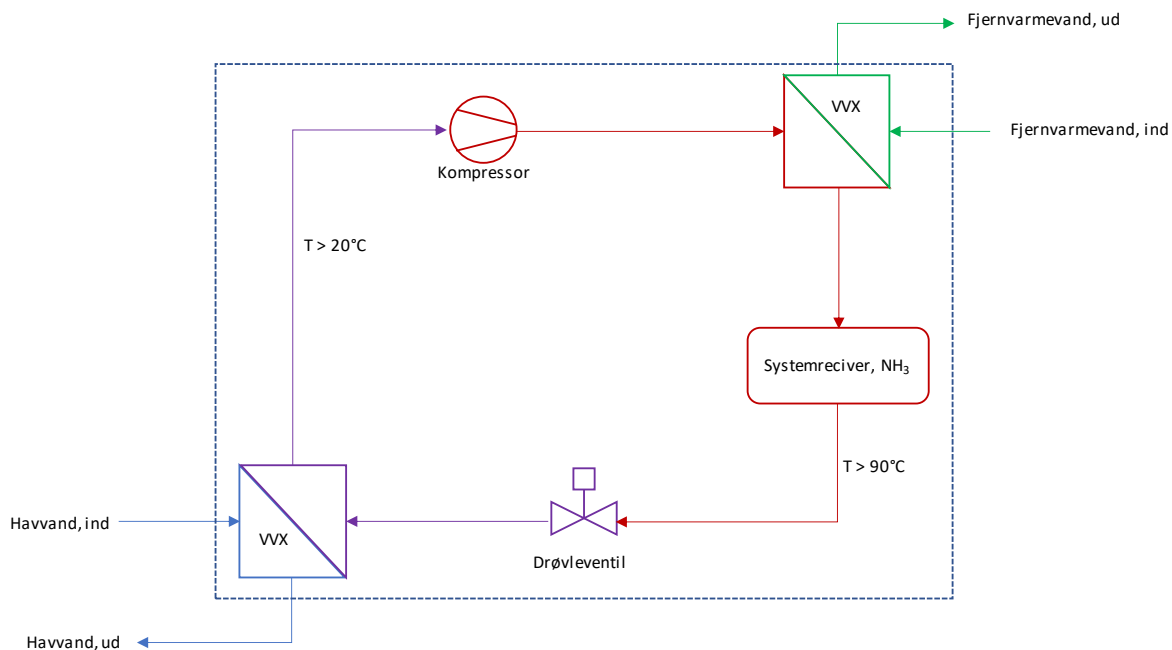 Fjernvarmevand, ud
VVX
Fjernvarmevand, ind
Kompressor
T > 20°C
Systemreciver, NH₃
T > 90°C
Havvand, ind
VVX
Drøvleventil
Havvand, ud